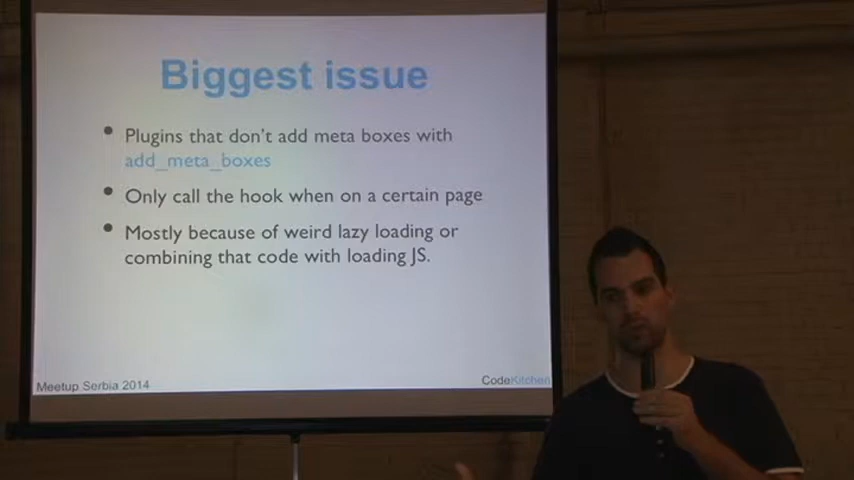 Biggest issue
• Plugins that don't add meta boxes with
add_meta_boxes
• Only call the hook when on a certain page
• Mostly because of weird lazy loading or
combining that code with loading JS.
Meetup Serbia 2014
CodeKitchen